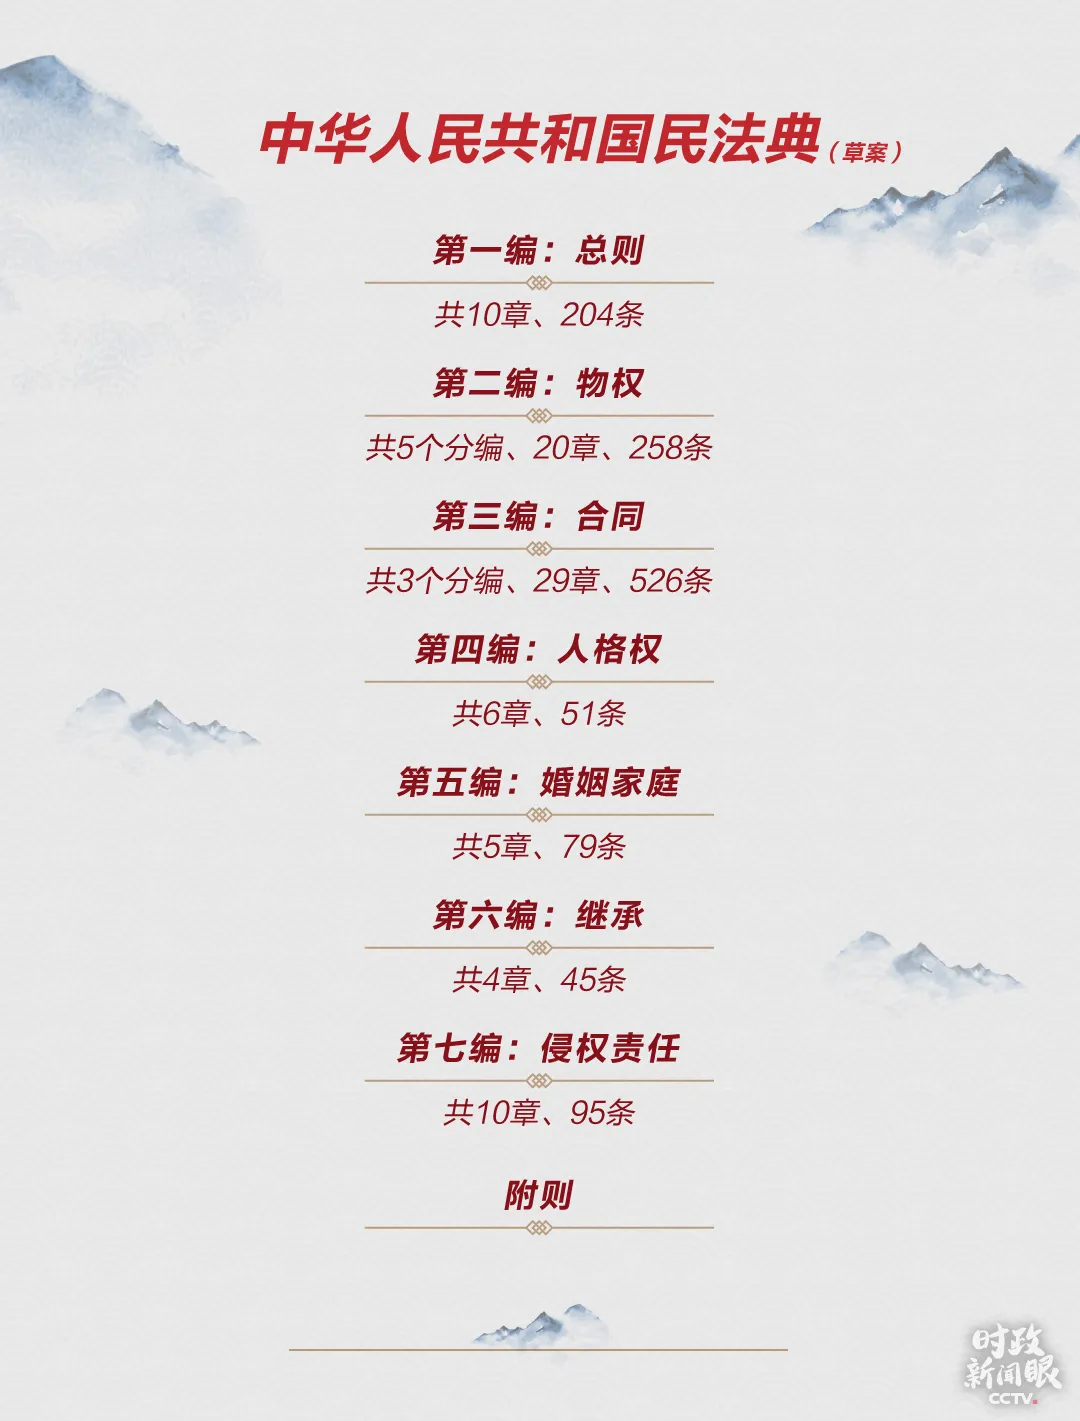 中华人民共和国民法典（草案）
第一编：总则
共10章、204条
第二编：物权
共5个分编、20章、258条
第三编：合同
共3个分编、29章、526条
第四编：人格权
共6章、51条
第五编：婚姻家庭
共5章、79条
第六编：继承
共4章、45条
第七编：侵权责任
共10章、95条
附则
时政
新闻眼
CCTV.